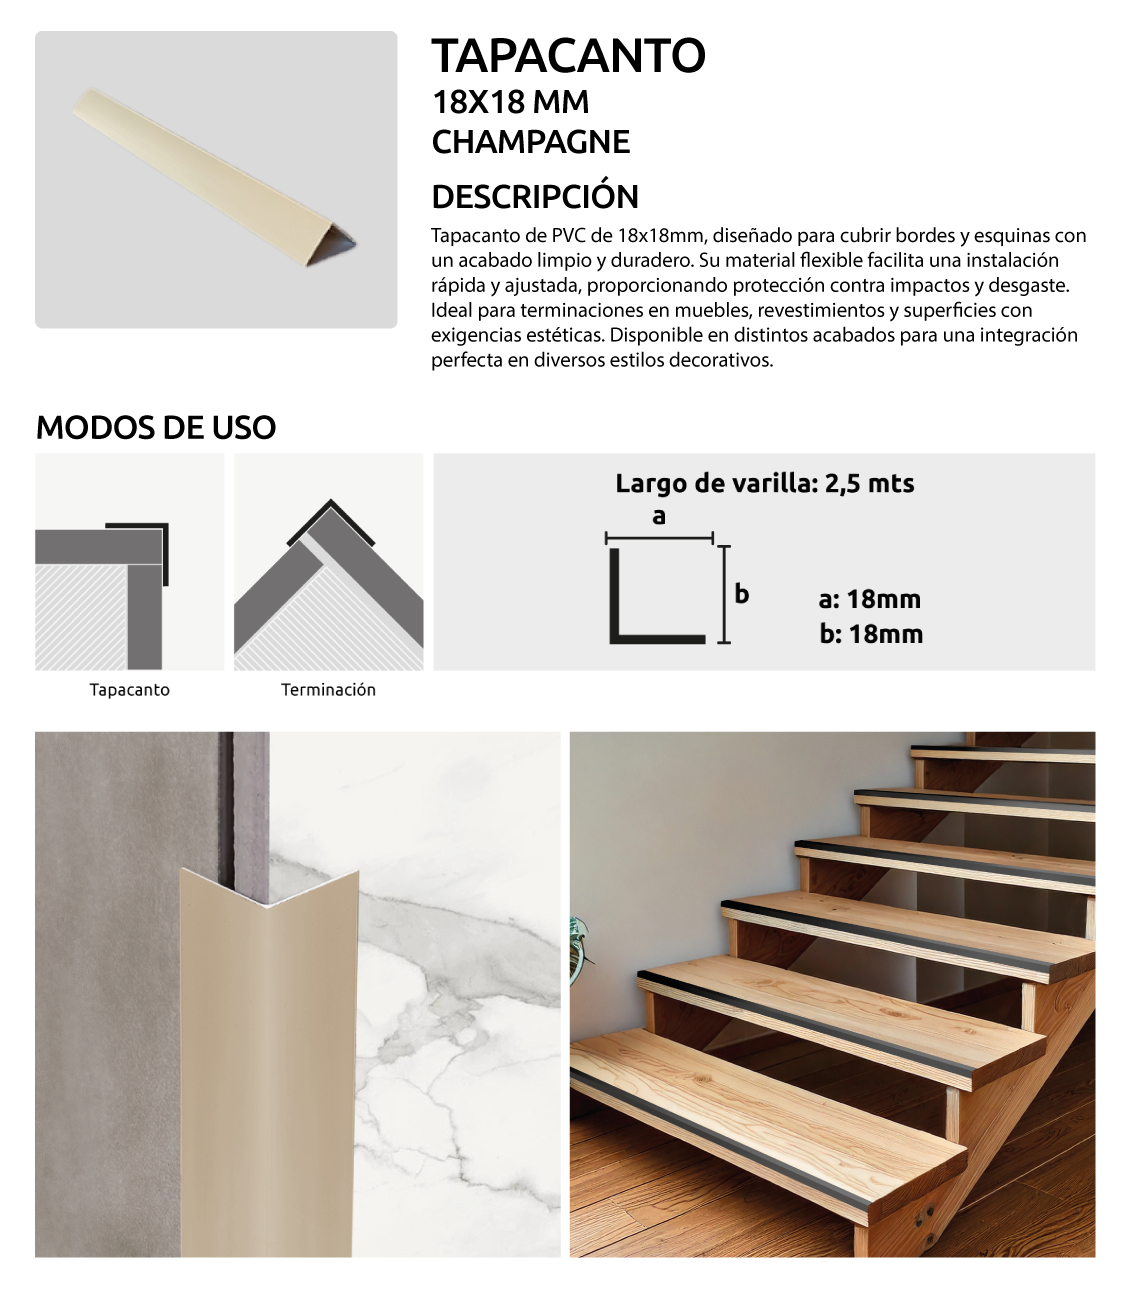 TAPACANTO
18X18 MM
CHAMPAGNE
DESCRIPCIÓN
Tapacanto de PVC de 18x18mm, diseñado para cubrir bordes y esquinas con
un acabado limpio y duradero. Su material flexible facilita una instalación
rápida y ajustada, proporcionando protección contra impactos y desgaste.
Ideal para terminaciones en muebles, revestimientos y superficies con
exigencias estéticas. Disponible en distintos acabados para una integración
perfecta en diversos estilos decorativos.
MODOS DE USO
Tapacanto
Terminación
Largo de varilla: 2,5 mts
a
b
a: 18mm
b: 18mm